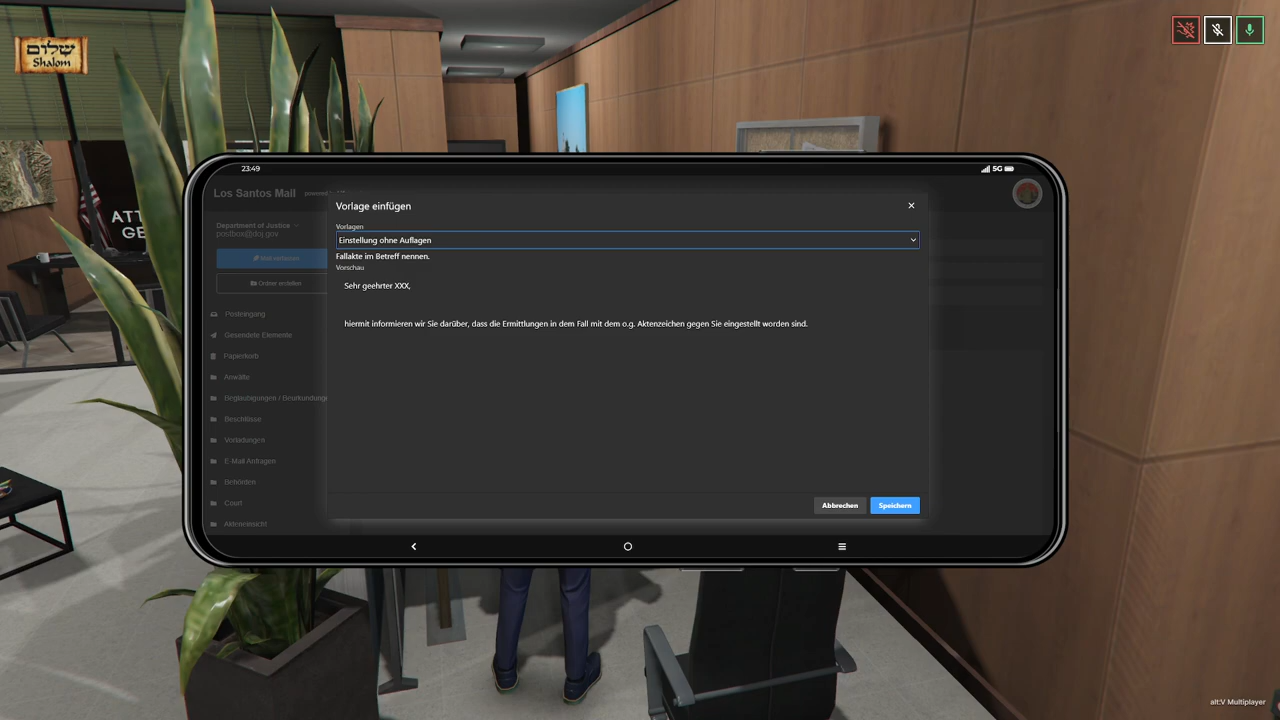 שלום
Shalom
23:49
5G
Los Santos Mail
Department of Justice
postbox@doj.gov
Mail verfassen
Ordner erstellen
Posteingang
Gesendete Elemente
Papierkorb
Anwälte
Beglaubigungen / Beurkundunge
Beschlüsse
Vorladungen
E-Mail Anfragen
Behörden
Court
Akteneinsicht
Vorlage einfügen
Vorlagen
Einstellung ohne Auflagen
Fallakte im Betreff nennen.
Vorschau
Sehr geehrter XXX,
hiermit informieren wir Sie darüber, dass die Ermittlungen in dem Fall mit dem o.g. Aktenzeichen gegen Sie eingestellt worden sind.
Abbrechen
Speichern
ATT
GE
alt:V Multiplayer